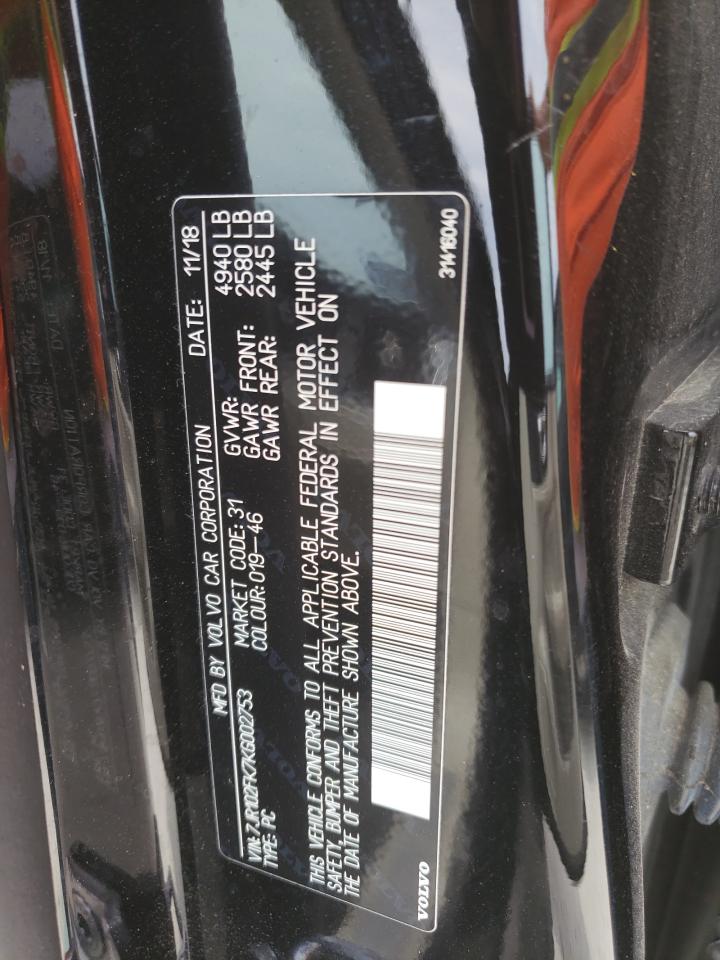 MFD BY VOLVO CAR CORPORATION DATE: 11/18
VIN: 7JR102FK7KG002753 MARKET CODE: 31 GVWR: 4940 LB
TYPE: PC COLOUR: 019-46 GAWR FRONT: 2580 LB
GAWR REAR: 2445 LB
THIS VEHICLE CONFORMS TO ALL APPLICABLE FEDERAL MOTOR VEHICLE
SAFETY, BUMPER AND THEFT PREVENTION STANDARDS IN EFFECT ON
THE DATE OF MANUFACTURE SHOWN ABOVE.
VOLVO 31416040